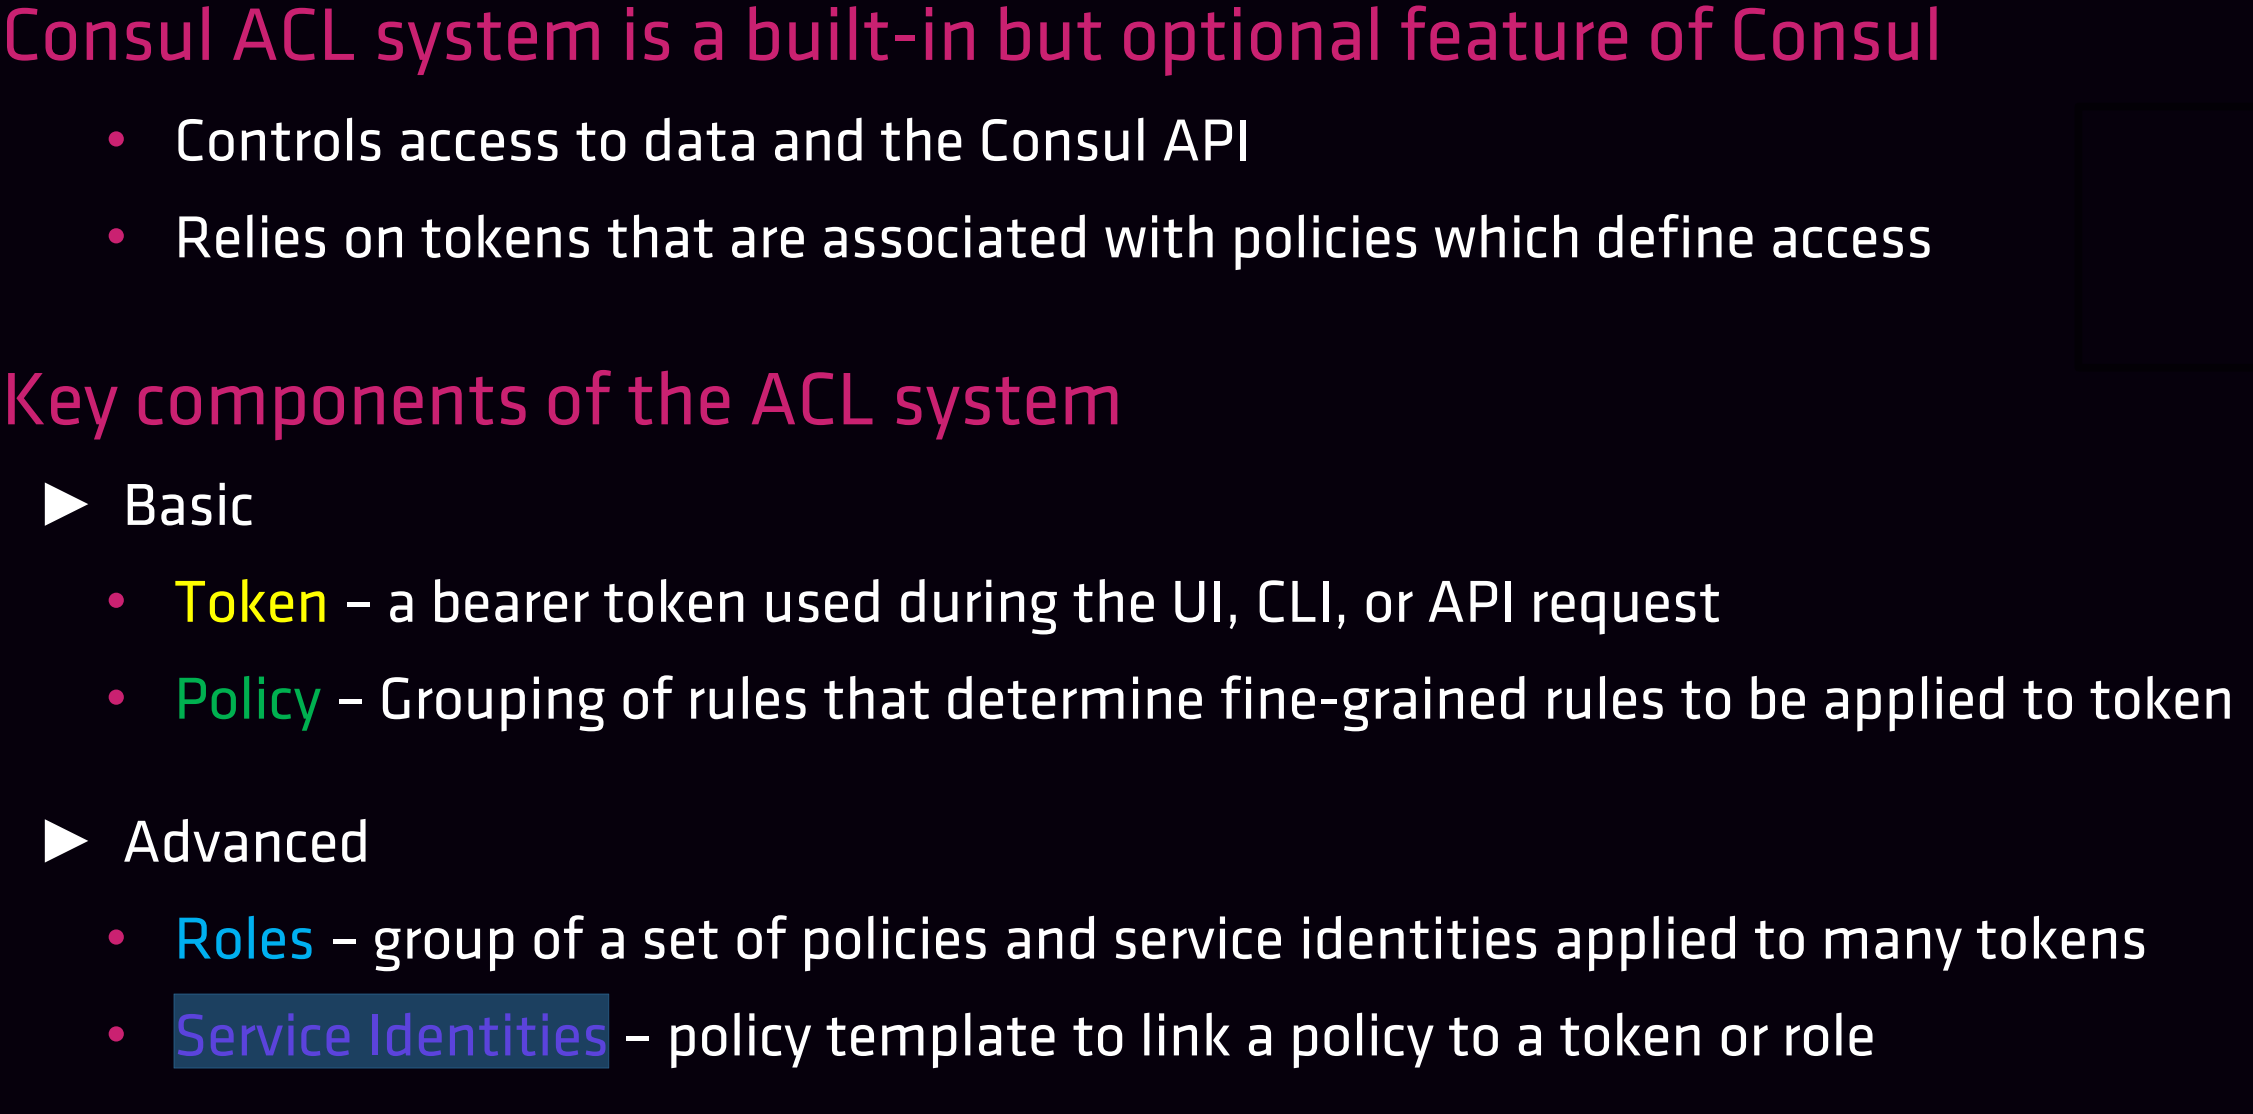 Consul ACL system is a built-in but optional feature of Consul
• Controls access to data and the Consul API
• Relies on tokens that are associated with policies which define access
Key components of the ACL system
► Basic
• Token – a bearer token used during the UI, CLI, or API request
• Policy – Grouping of rules that determine fine-grained rules to be applied to token
► Advanced
• Roles – group of a set of policies and service identities applied to many tokens
• Service Identities – policy template to link a policy to a token or role